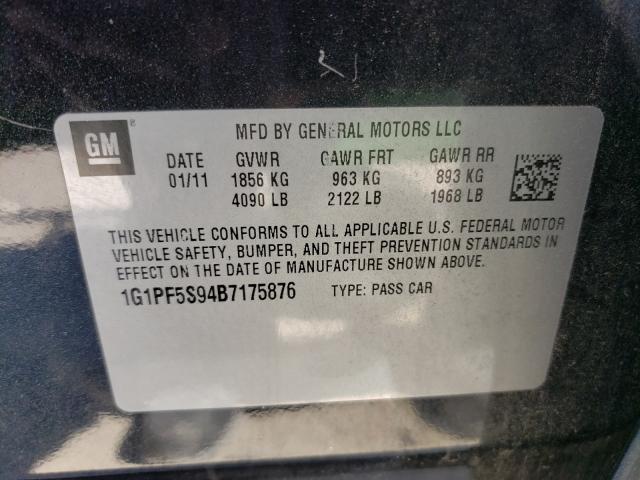 GM
MFD BY GENERAL MOTORS LLC
DATE GVWR GAWR FRT GAWR RR
01/11 1856 KG 963 KG 893 KG
4090 LB 2122 LB 1968 LB
THIS VEHICLE CONFORMS TO ALL APPLICABLE U.S. FEDERAL MOTOR
VEHICLE SAFETY, BUMPER, AND THEFT PREVENTION STANDARDS IN
EFFECT ON THE DATE OF MANUFACTURE SHOWN ABOVE.
1G1PF5S94B7175876 TYPE: PASS CAR